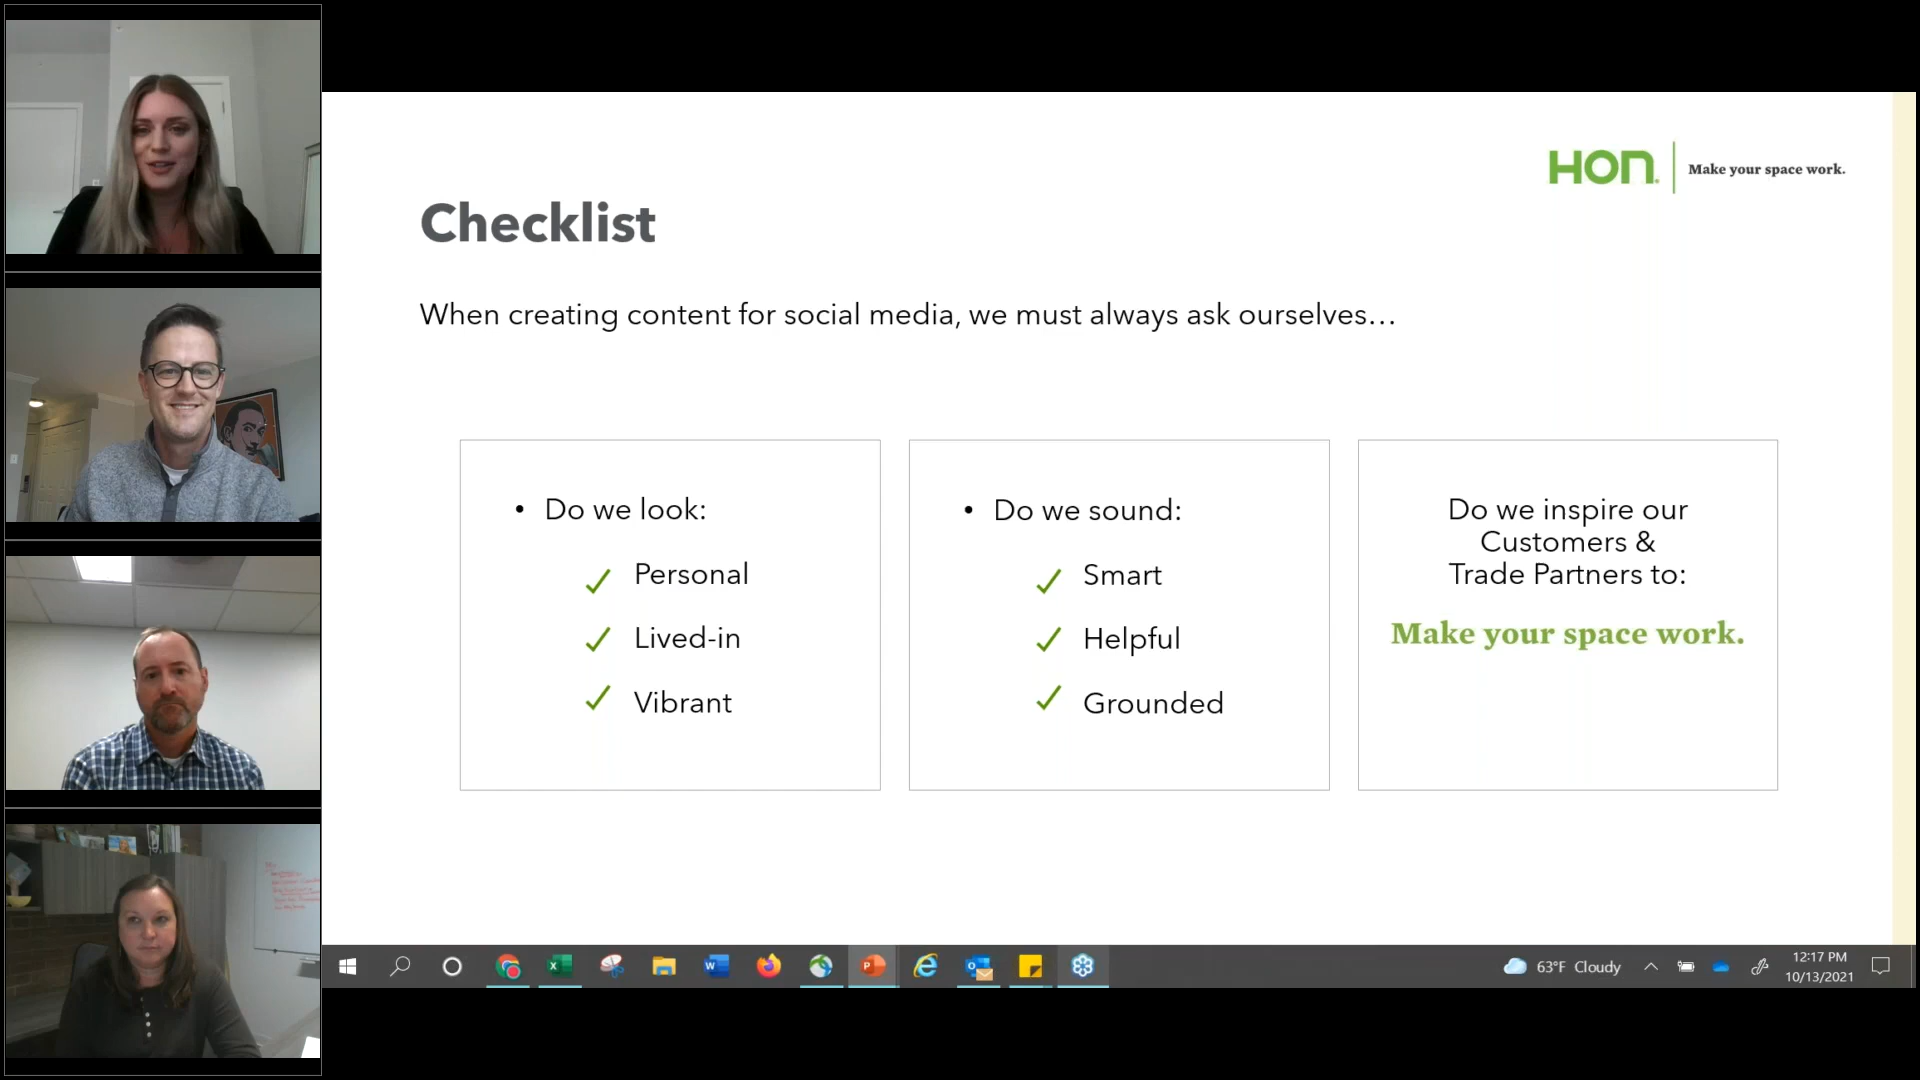 HON
Make your space work.
Checklist
When creating content for social media, we must always ask ourselves…
• Do we look:
Personal
Lived-in
Vibrant
• Do we sound:
Smart
Helpful
Grounded
Do we inspire our
Customers &
Trade Partners to:
Make your space work.
63°F Cloudy
12:17 PM
10/13/2021